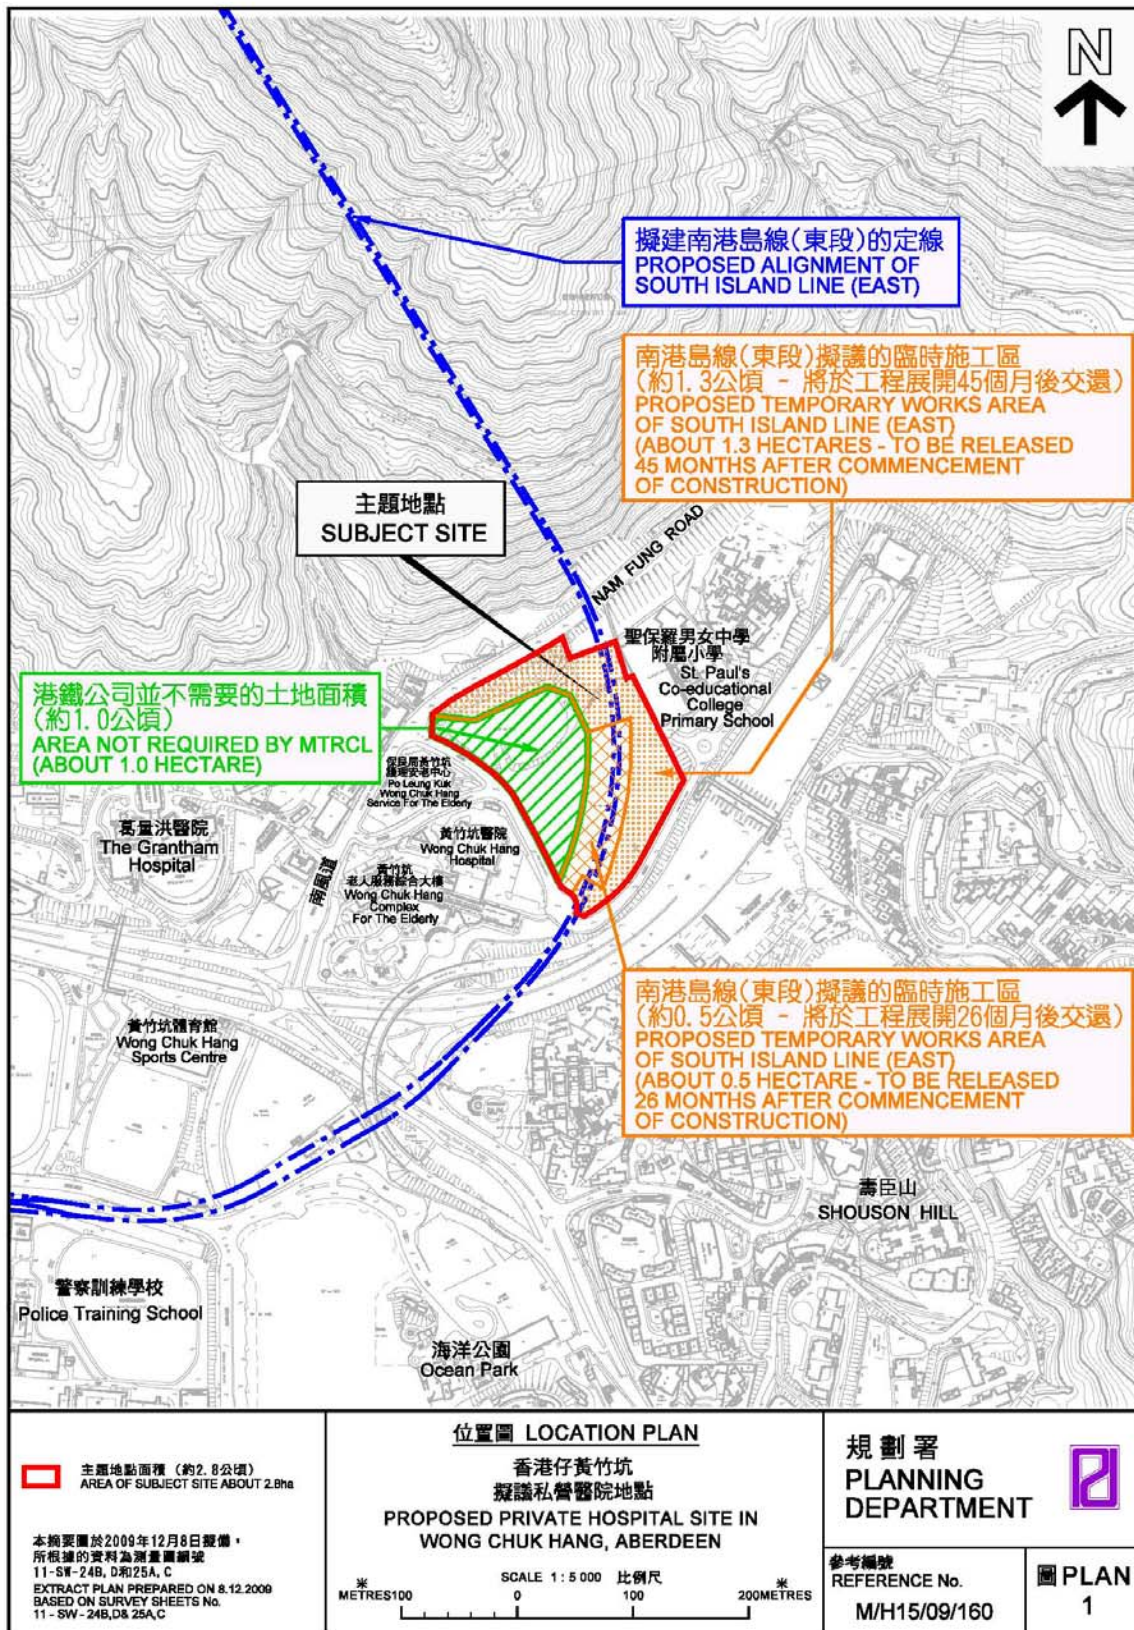 N
擬建南港島線(東段)的定線
PROPOSED ALIGNMENT OF
SOUTH ISLAND LINE (EAST)
南港島線(東段)擬議的臨時施工區
(約1.3公頃 - 將於工程展開45個月後交還)
PROPOSED TEMPORARY WORKS AREA
OF SOUTH ISLAND LINE (EAST)
(ABOUT 1.3 HECTARES - TO BE RELEASED
45 MONTHS AFTER COMMENCEMENT
OF CONSTRUCTION)
主題地點
SUBJECT SITE
NAM FUNG ROAD
聖保羅男女中學
附屬小學
St. Paul's
Co-educational
College
Primary School
港鐵公司並不需要的土地面積
(約1.0公頃)
AREA NOT REQUIRED BY MTRCL
(ABOUT 1.0 HECTARE)
保良局黃竹坑
護理安老中心
Po Leung Kuk
Wong Chuk Hang
Service For The Elderly
葛量洪醫院
The Grantham
Hospital
黃竹坑醫院
Wong Chuk Hang
Hospital
南風道
黃竹坑
老人服務綜合大樓
Wong Chuk Hang
Complex
For The Elderly
南港島線(東段)擬議的臨時施工區
(約0.5公頃 - 將於工程展開26個月後交還)
PROPOSED TEMPORARY WORKS AREA
OF SOUTH ISLAND LINE (EAST)
(ABOUT 0.5 HECTARE - TO BE RELEASED
26 MONTHS AFTER COMMENCEMENT
OF CONSTRUCTION)
黃竹坑體育館
Wong Chuk Hang
Sports Centre
壽臣山
SHOUSON HILL
警察訓練學校
Police Training School
海洋公園
Ocean Park
主題地點面積 (約2.8公頃)
AREA OF SUBJECT SITE ABOUT 2.8ha
本摘要圖於2009年12月8日擬備,
所根據的資料為測量圖編號
11-SW-24B, D和25A, C
EXTRACT PLAN PREPARED ON 8.12.2009
BASED ON SURVEY SHEETS No.
11 - SW - 24B,D& 25A,C
位置圖 LOCATION PLAN
香港仔黃竹坑
擬議私營醫院地點
PROPOSED PRIVATE HOSPITAL SITE IN
WONG CHUK HANG, ABERDEEN
SCALE 1 : 5 000 比例尺
米 米
METRES100 0 100 200METRES
規劃署
PLANNING
DEPARTMENT
參考編號
REFERENCE No.
M/H15/09/160
圖 PLAN
1